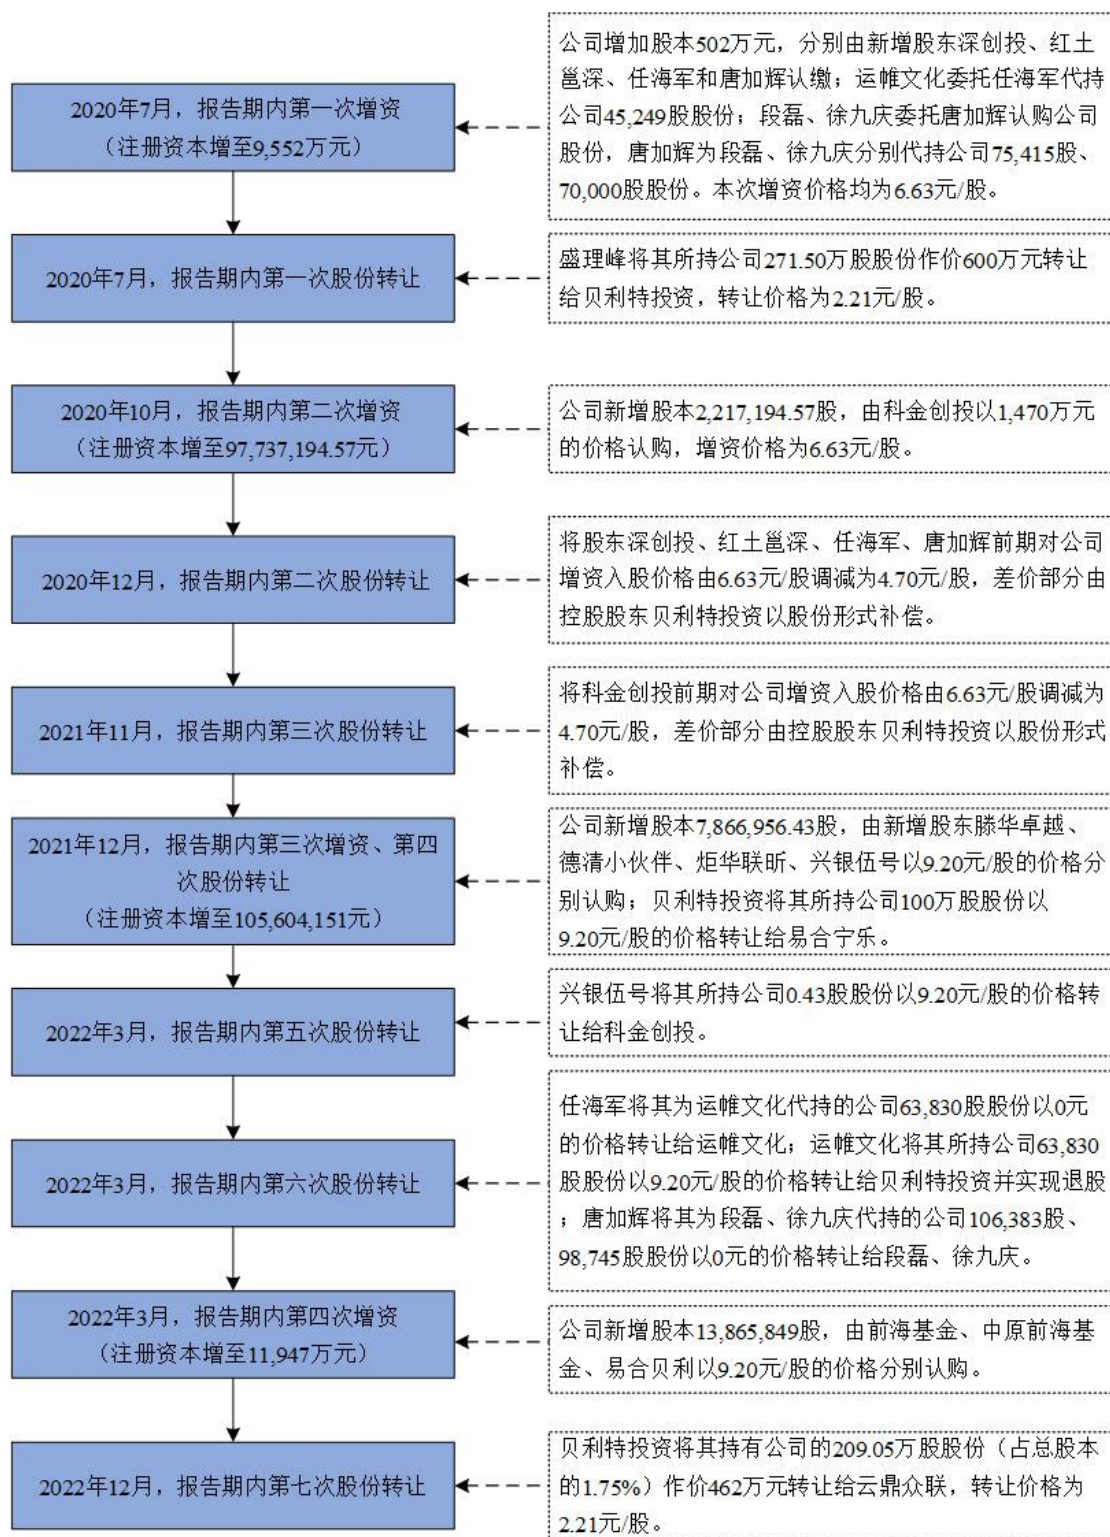 2020年7月，报告期内第一次增资
（注册资本增至9,552万元）
公司增加股本502万元，分别由新增股东深创投、红土
邕深、任海军和唐加辉认缴；运帷文化委托任海军代持
公司45,249股股份；段磊、徐九庆委托唐加辉认购公司
股份，唐加辉为段磊、徐九庆分别代持公司75,415股、
70,000股股份。本次增资价格均为6.63元/股。
2020年7月，报告期内第一次股份转让
盛理峰将其所持公司271.50万股股份作价600万元转让
给贝利特投资，转让价格为2.21元/股。
2020年10月，报告期内第二次增资
（注册资本增至97,737,194.57元）
公司新增股本2,217,194.57股，由科金创投以1,470万元
的价格认购，增资价格为6.63元/股。
2020年12月，报告期内第二次股份转让
将股东深创投、红土邕深、任海军、唐加辉前期对公司
增资入股价格由6.63元/股调减为4.70元/股，差价部分由
控股股东贝利特投资以股份形式补偿。
2021年11月，报告期内第三次股份转让
将科金创投前期对公司增资入股价格由6.63元/股调减为
4.70元/股，差价部分由控股股东贝利特投资以股份形式
补偿。
2021年12月，报告期内第三次增资、第四
次股份转让
（注册资本增至105,604,151元）
公司新增股本7,866,956.43股，由新增股东滕华卓越、
德清小伙伴、炬华联昕、兴银伍号以9.20元/股的价格分
别认购；贝利特投资将其所持公司100万股股份以
9.20元/股的价格转让给易合宁乐。
2022年3月，报告期内第五次股份转让
兴银伍号将其所持公司0.43股股份以9.20元/股的价格转
让给科金创投。
2022年3月，报告期内第六次股份转让
任海军将其为运帷文化代持的公司63,830股股份以0元
的价格转让给运帷文化；运帷文化将其所持公司63,830
股股份以9.20元/股的价格转让给贝利特投资并实现退股
；唐加辉将其为段磊、徐九庆代持的公司106,383股、
98,745股股份以0元的价格转让给段磊、徐九庆。
2022年3月，报告期内第四次增资
（注册资本增至11,947万元）
公司新增股本13,865,849股，由前海基金、中原前海基
金、易合贝利以9.20元/股的价格分别认购。
2022年12月，报告期内第七次股份转让
贝利特投资将其持有公司的209.05万股股份（占总股本
的1.75%）作价462万元转让给云鼎众联，转让价格为
2.21元/股。